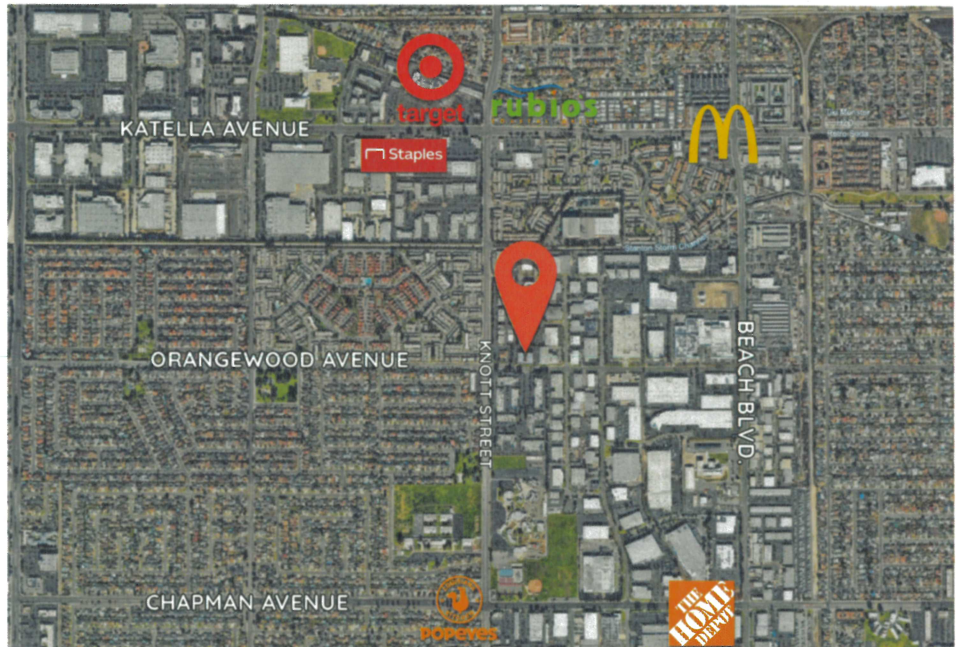 target
rubios
KATELLA AVENUE
Staples
ORANGEWOOD AVENUE
KNOTT STREET
BEACH BLVD.
CHAPMAN AVENUE
POPEYES
THE
HOME
DEPOT